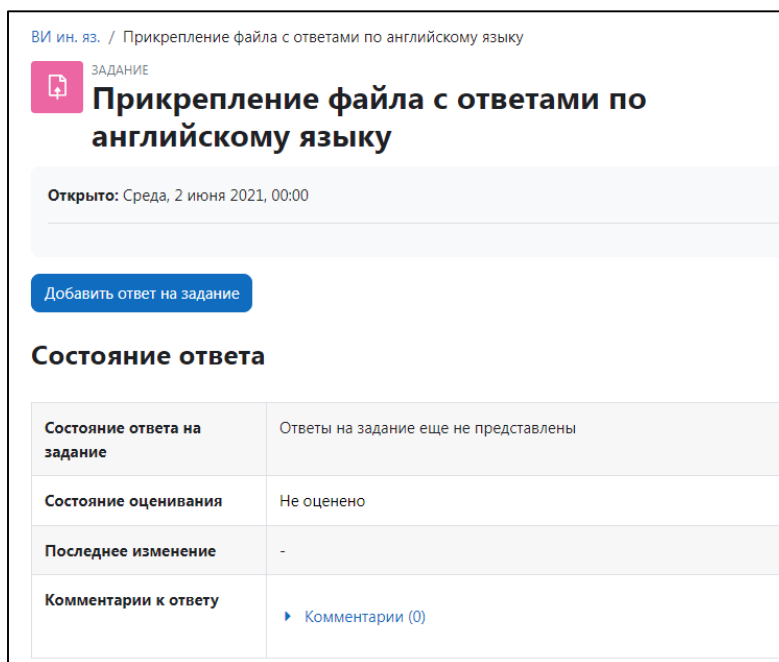 ВИ ин. яз. / Прикрепление файла с ответами по английскому языку
ЗАДАНИЕ
Прикрепление файла с ответами по
английскому языку
Открыто: Среда, 2 июня 2021, 00:00
Добавить ответ на задание
Состояние ответа
Состояние ответа на
задание
Ответы на задание еще не представлены
Состояние оценивания
Не оценено
Последнее изменение
-
Комментарии к ответу
Комментарии (0)